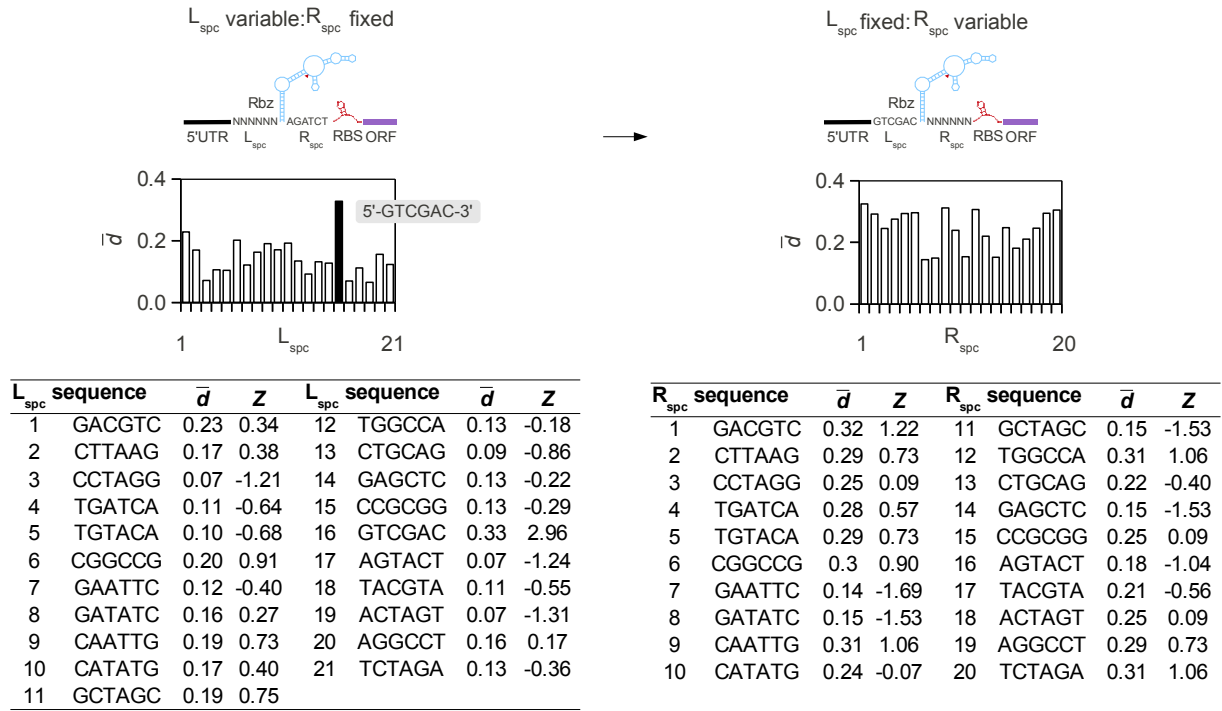 L spc variable:R spc fixed
Rbz
NNNNNN AGATCT
5'UTR L spc R spc RBS ORF
0.4
0.2
0.0
d̅
5'-GTCGAC-3'
1 L spc 21
L spc sequence d̅ Z L spc sequence d̅ Z
1 GACGTC 0.23 0.34 12 TGGCCA 0.13 -0.18
2 CTTAAG 0.17 0.38 13 CTGCAG 0.09 -0.86
3 CCTAGG 0.07 -1.21 14 GAGCTC 0.13 -0.22
4 TGATCA 0.11 -0.64 15 CCGCGG 0.13 -0.29
5 TGTACA 0.10 -0.68 16 GTCGAC 0.33 2.96
6 CGGCCG 0.20 0.91 17 AGTACT 0.07 -1.24
7 GAATTC 0.12 -0.40 18 TACGTA 0.11 -0.55
8 GATATC 0.16 0.27 19 ACTAGT 0.07 -1.31
9 CAATTG 0.19 0.73 20 AGGCCT 0.16 0.17
10 CATATG 0.17 0.40 21 TCTAGA 0.13 -0.36
11 GCTAGC 0.19 0.75
L spc fixed: R spc variable
Rbz
GTCGAC NNNNNN
5'UTR L spc R spc RBS ORF
0.4
0.2
0.0
d̅
1 R spc 20
R spc sequence d̅ Z R spc sequence d̅ Z
1 GACGTC 0.32 1.22 11 GCTAGC 0.15 -1.53
2 CTTAAG 0.29 0.73 12 TGGCCA 0.31 1.06
3 CCTAGG 0.25 0.09 13 CTGCAG 0.22 -0.40
4 TGATCA 0.28 0.57 14 GAGCTC 0.15 -1.53
5 TGTACA 0.29 0.73 15 CCGCGG 0.25 0.09
6 CGGCCG 0.3 0.90 16 AGTACT 0.18 -1.04
7 GAATTC 0.14 -1.69 17 TACGTA 0.21 -0.56
8 GATATC 0.15 -1.53 18 ACTAGT 0.25 0.09
9 CAATTG 0.31 1.06 19 AGGCCT 0.29 0.73
10 CATATG 0.24 -0.07 20 TCTAGA 0.31 1.06